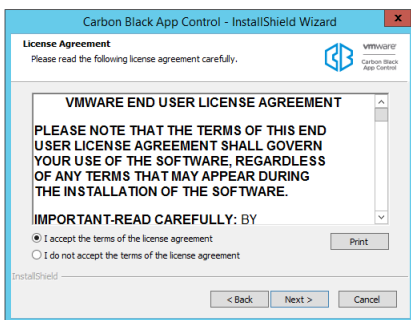 Carbon Black App Control - InstallShield Wizard
x
License Agreement
Please read the following license agreement carefully.
vmware
Carbon Black
App Control
VMWARE END USER LICENSE AGREEMENT
PLEASE NOTE THAT THE TERMS OF THIS END
USER LICENSE AGREEMENT SHALL GOVERN
YOUR USE OF THE SOFTWARE, REGARDLESS
OF ANY TERMS THAT MAY APPEAR DURING
THE INSTALLATION OF THE SOFTWARE.
IMPORTANT-READ CAREFULLY: BY
I accept the terms of the license agreement
Print
I do not accept the terms of the license agreement
InstallShield
< Back Next > Cancel